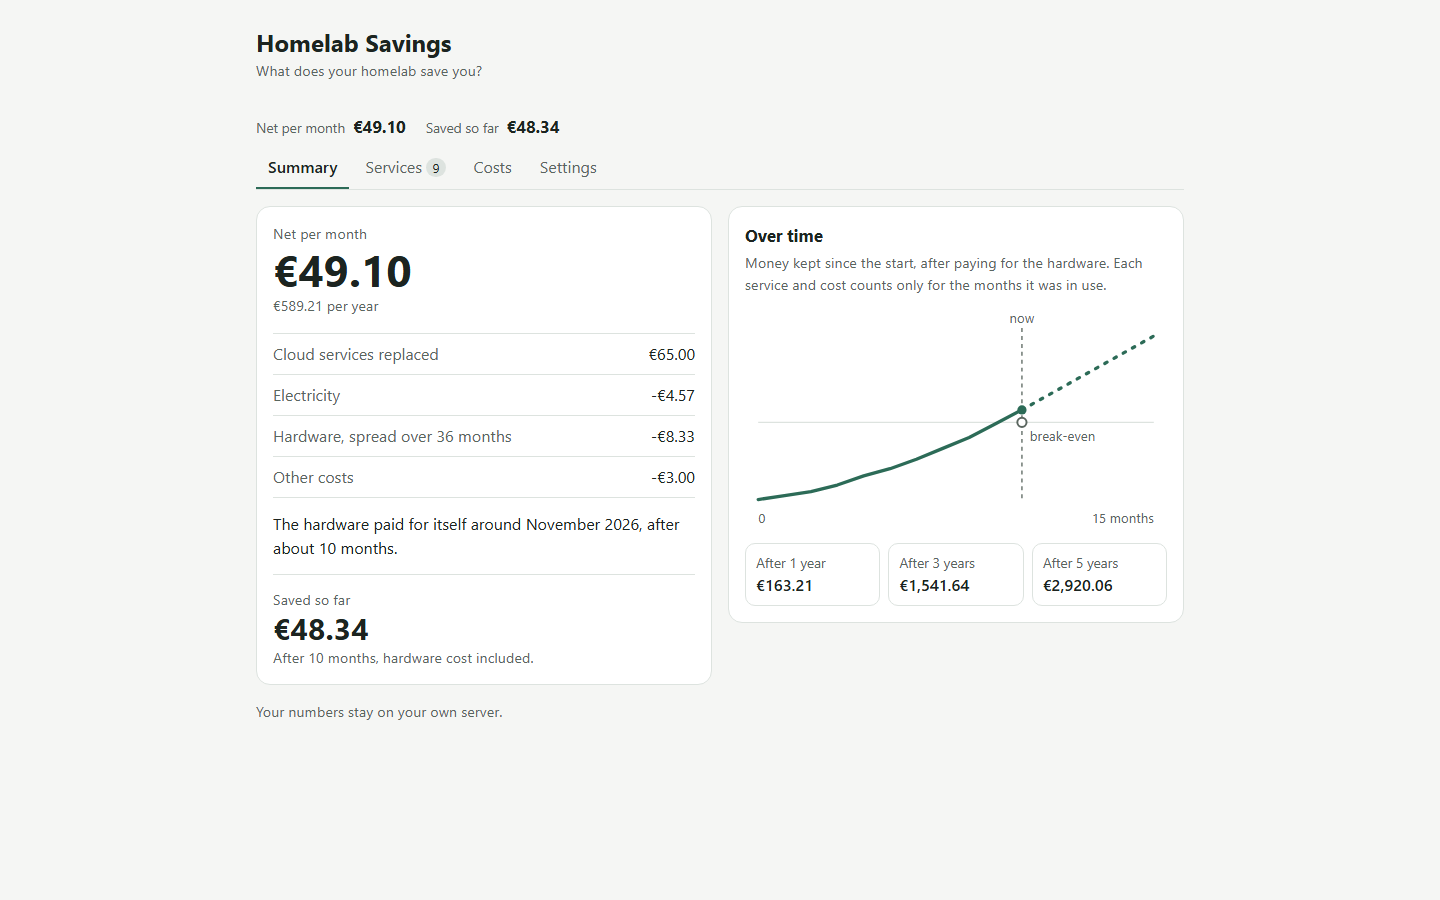 Homelab Savings
What does your homelab save you?
Net per month €49.10 Saved so far €48.34
Summary Services 9 Costs Settings
Net per month
€49.10
€589.21 per year
Cloud services replaced €65.00
Electricity -€4.57
Hardware, spread over 36 months -€8.33
Other costs -€3.00
The hardware paid for itself around November 2026, after
about 10 months.
Saved so far
€48.34
After 10 months, hardware cost included.
Over time
Money kept since the start, after paying for the hardware. Each
service and cost counts only for the months it was in use.
now
break-even
0 15 months
After 1 year After 3 years After 5 years
€163.21 €1,541.64 €2,920.06
Your numbers stay on your own server.